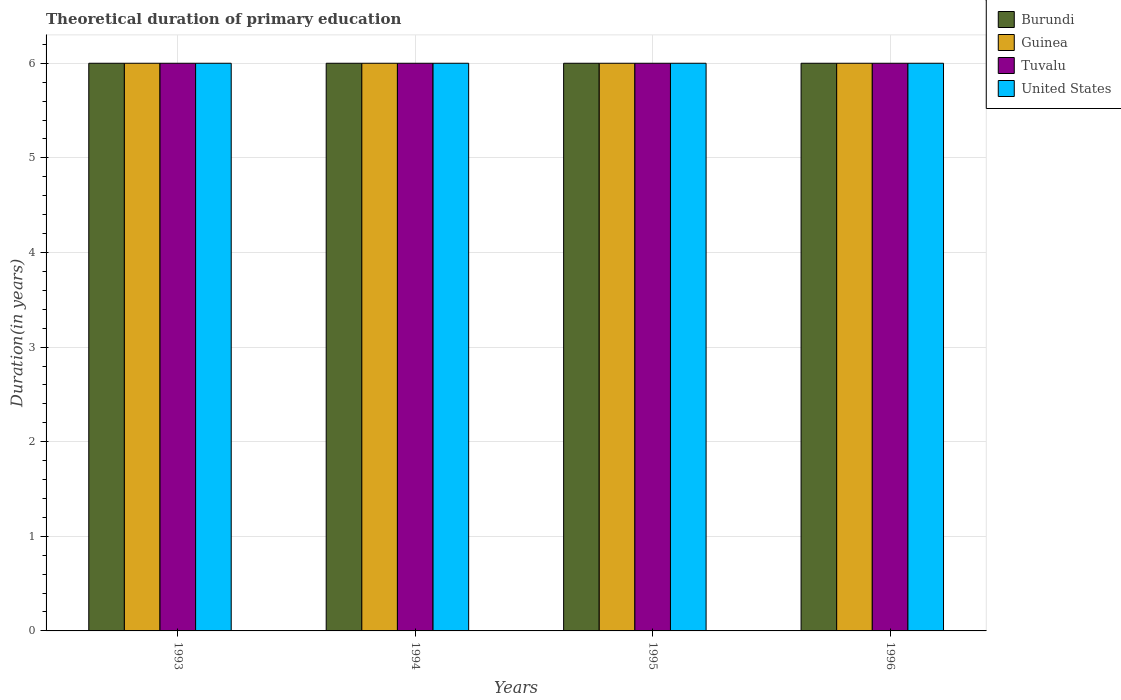 Theoretical duration of primary education
Burundi
Guinea
Tuvalu
United States
Duration(in years)
6
5
4
3
2
1
0
1993
1994
1995
1996
Years